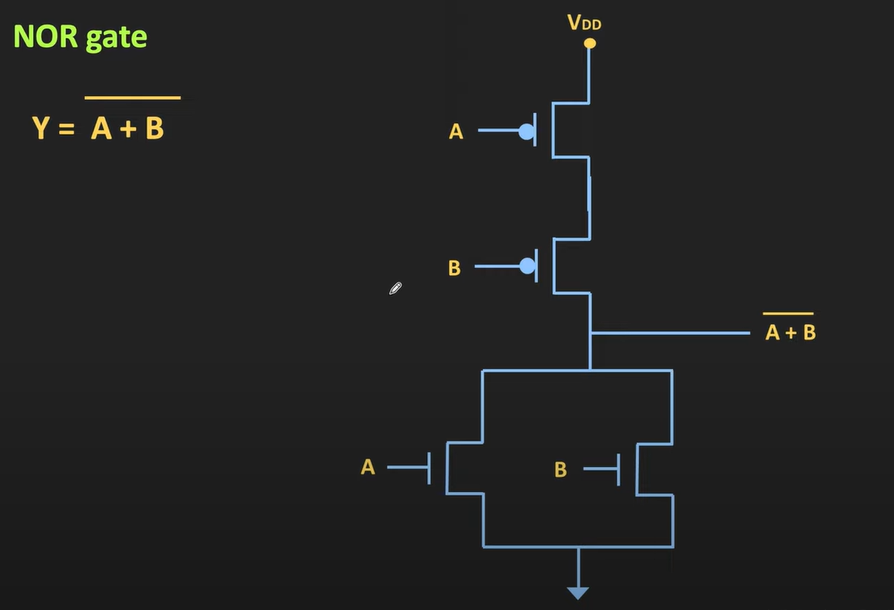 NOR gate
Y = A + B
VDD
A
B
A + B
A
B